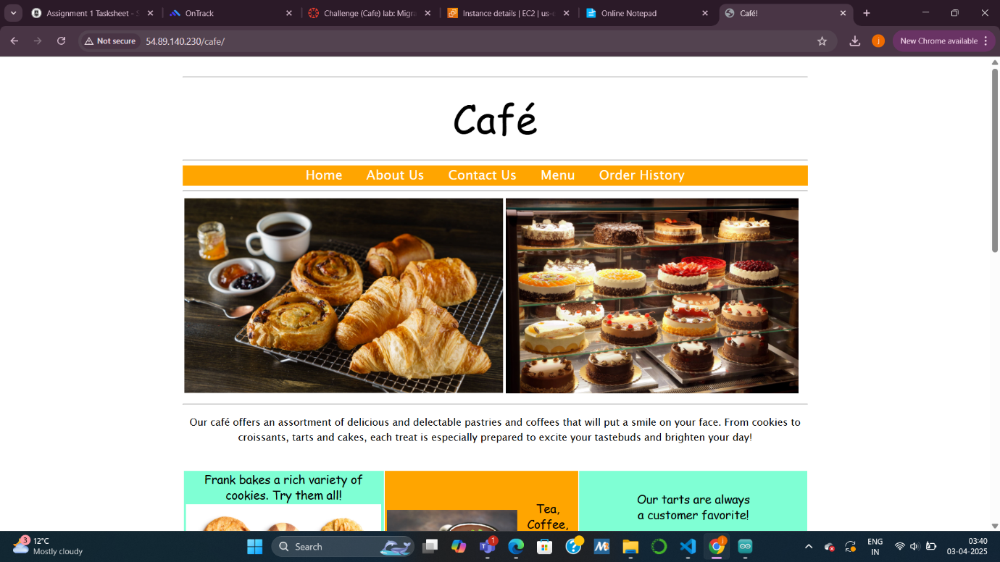 Assignment 1 Tasksheet - S
OnTrack
Challenge (Cafe) lab: Migra
Instance details | EC2 | us-e
Online Notepad
Café!
Not secure
54.89.140.230/cafe/
j
New Chrome available
Café
Home About Us Contact Us Menu Order History
Our café offers an assortment of delicious and delectable pastries and coffees that will put a smile on your face. From cookies to
croissants, tarts and cakes, each treat is especially prepared to excite your tastebuds and brighten your day!
Frank bakes a rich variety of
cookies. Try them all!
Tea,
Coffee,
Our tarts are always
a customer favorite!
3
12°C
Mostly cloudy
Search
1
ENG
IN
03:40
03-04-2025